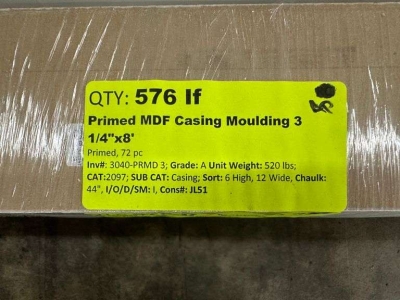 QTY: 576 lf
Primed MDF Casing Moulding 3
1/4"x8'
Primed, 72 pc
Inv#: 3040-PRMD 3; Grade: A Unit Weight: 520 lbs;
CAT:2097; SUB CAT: Casing; Sort: 6 High, 12 Wide, Chaulk:
44", I/O/D/SM: I, Cons#: JL51